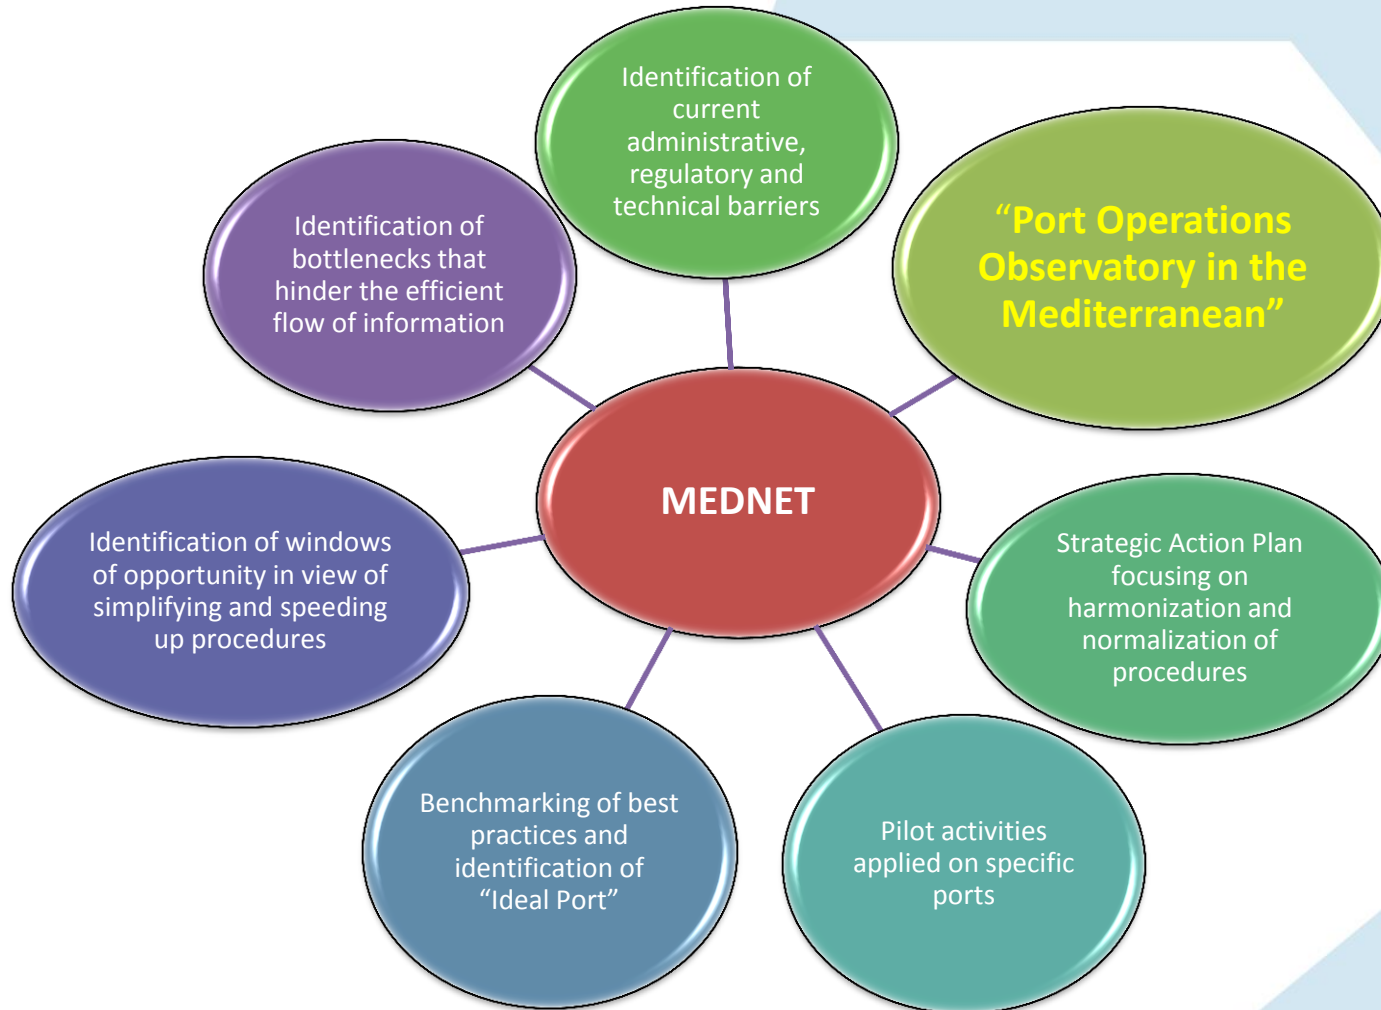 Identification of
current
administrative,
regulatory and
technical barriers
“Port Operations
Observatory in the
Mediterranean”
Identification of
bottlenecks that
hinder the efficient
flow of information
MEDNET
Identification of windows
of opportunity in view of
simplifying and speeding
up procedures
Strategic Action Plan
focusing on
harmonization and
normalization of
procedures
Benchmarking of best
practices and
identification of
“Ideal Port”
Pilot activities
applied on specific
ports